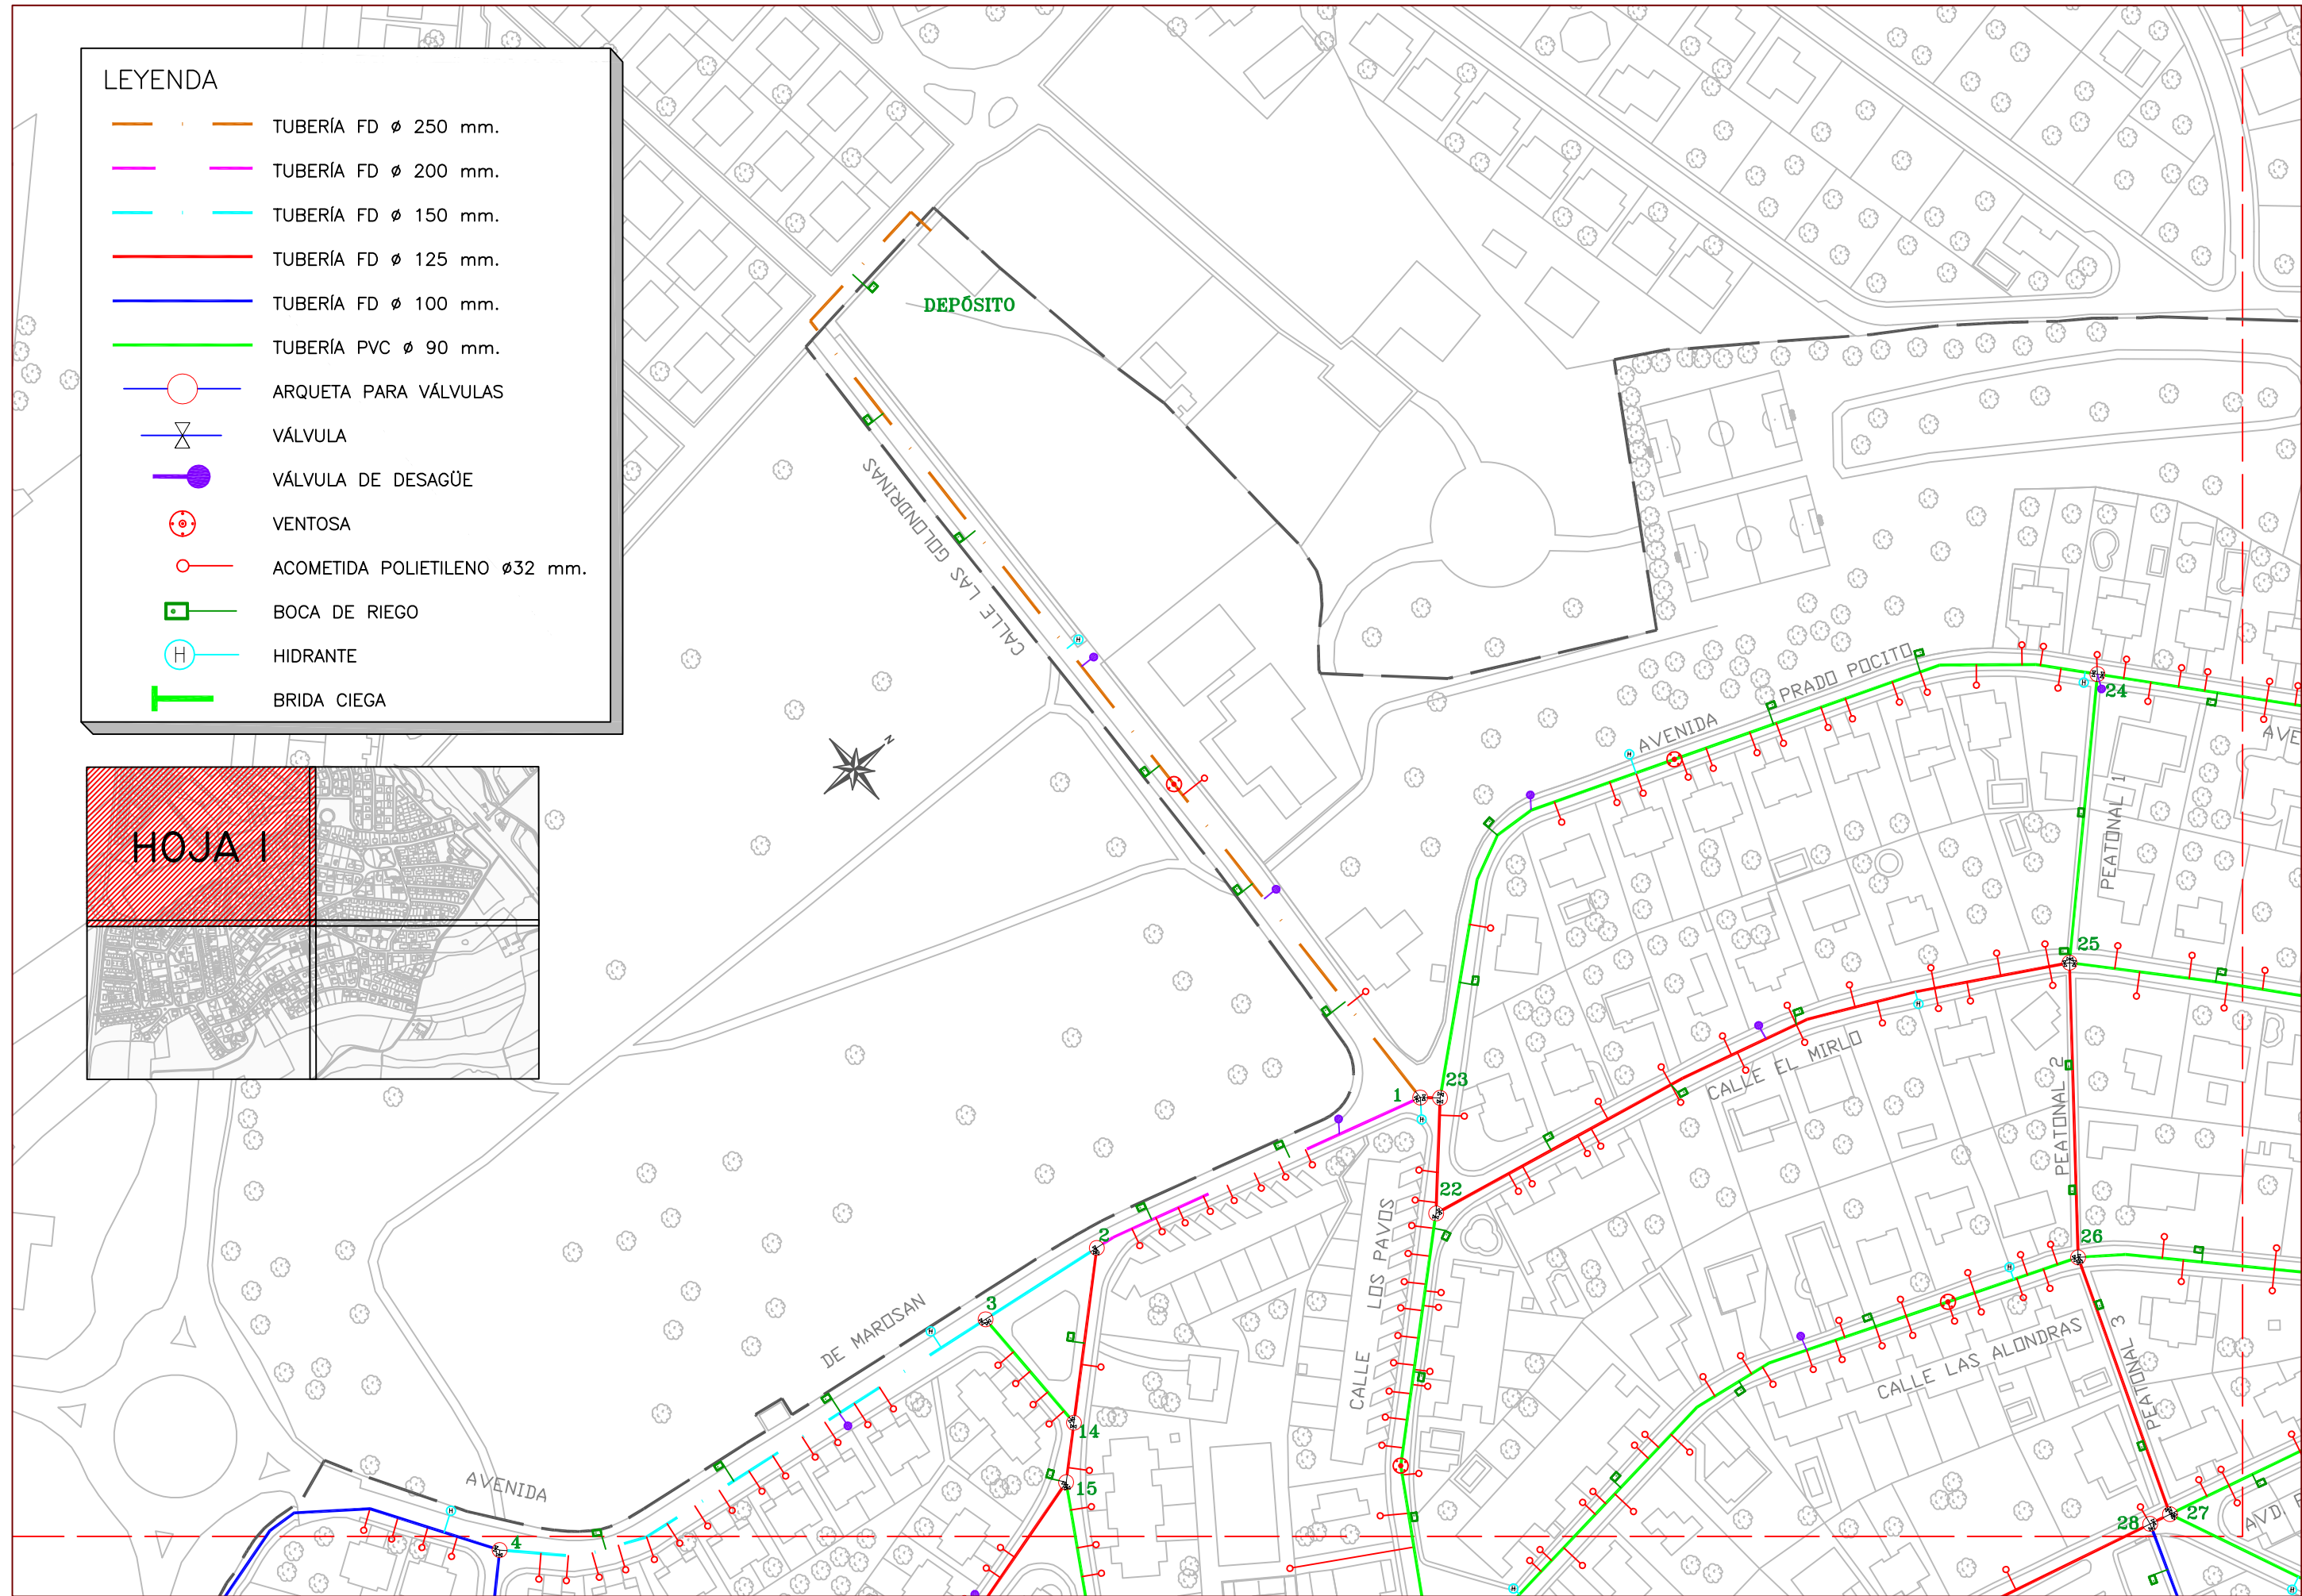 LEYENDA
TUBERÍA FD ø 250 mm.
TUBERÍA FD ø 200 mm.
TUBERÍA FD ø 150 mm.
TUBERÍA FD ø 125 mm.
TUBERÍA FD ø 100 mm.
TUBERÍA PVC ø 90 mm.
ARQUETA PARA VÁLVULAS
VÁLVULA
VÁLVULA DE DESAGÜE
VENTOSA
ACOMETIDA POLIETILENO ø32 mm.
BOCA DE RIEGO
H HIDRANTE
BRIDA CIEGA
HOJA I
DEPÓSITO
CALLE LAS GOLONDRINAS
N
AVENIDA PRADO POCITO
24
AVE
PEATONAL 1
25
CALLE EL MIRLO
PEATONAL 2
23
1
22
26
2
3
CALLE LOS PAVOS
DE MAROSAN
CALLE LAS ALONDRAS
PEATONAL 3
14
15
AVENIDA
4
27
28
AVD.